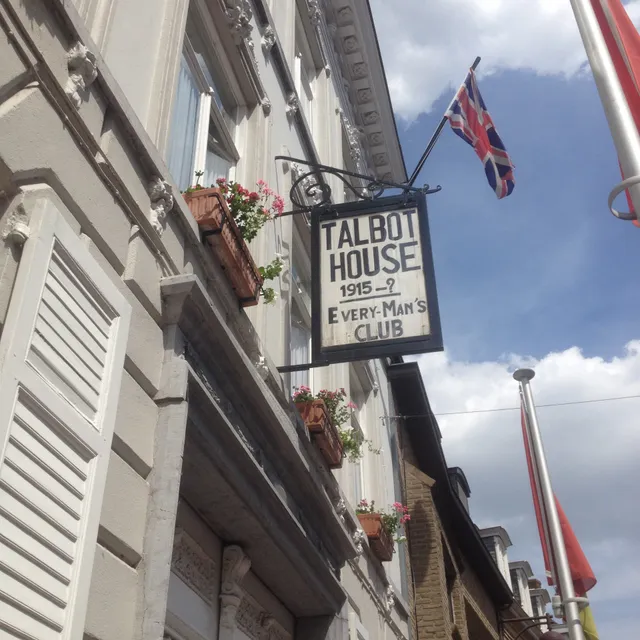 TALBOT
HOUSE
1915-?
EVERY-MAN'S
CLUB